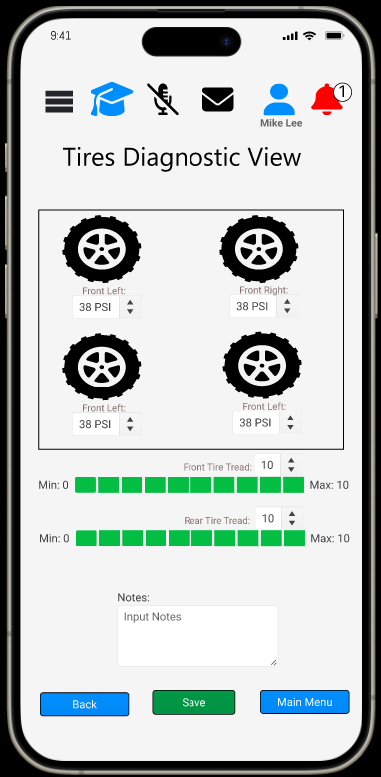 9:41
1
Mike Lee
Tires Diagnostic View
Front Left: Front Right:
38 PSI 38 PSI
Front Left: Front Left:
38 PSI 38 PSI
Front Tire Tread: 10
Min: 0 Max: 10
Rear Tire Tread: 10
Min: 0 Max: 10
Notes:
Input Notes
Back Save Main Menu